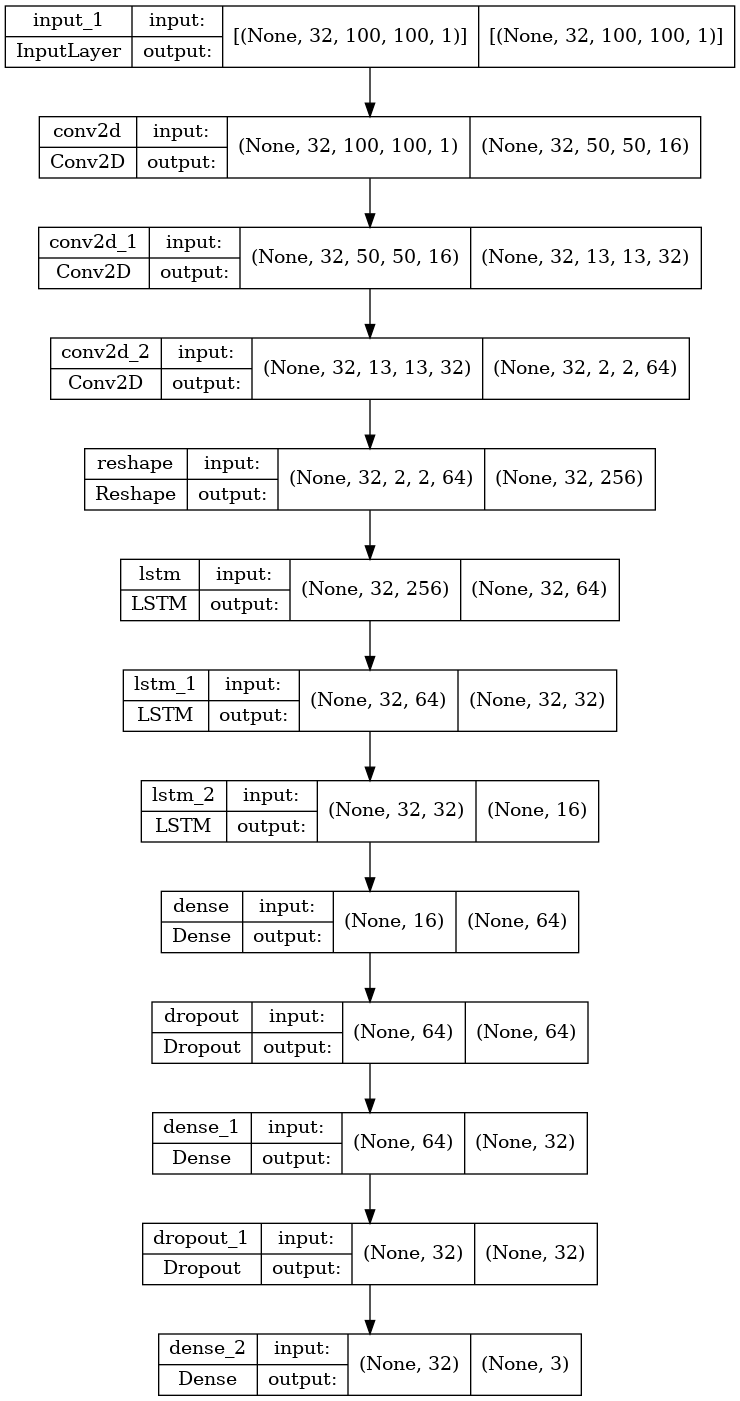 input_1 input: [(None, 32, 100, 100, 1)] [(None, 32, 100, 100, 1)]
InputLayer output:
conv2d input: (None, 32, 100, 100, 1) (None, 32, 50, 50, 16)
Conv2D output:
conv2d_1 input: (None, 32, 50, 50, 16) (None, 32, 13, 13, 32)
Conv2D output:
conv2d_2 input: (None, 32, 13, 13, 32) (None, 32, 2, 2, 64)
Conv2D output:
reshape input: (None, 32, 2, 2, 64) (None, 32, 256)
Reshape output:
lstm input: (None, 32, 256) (None, 32, 64)
LSTM output:
lstm_1 input: (None, 32, 64) (None, 32, 32)
LSTM output:
lstm_2 input: (None, 32, 32) (None, 16)
LSTM output:
dense input: (None, 16) (None, 64)
Dense output:
dropout input: (None, 64) (None, 64)
Dropout output:
dense_1 input: (None, 64) (None, 32)
Dense output:
dropout_1 input: (None, 32) (None, 32)
Dropout output:
dense_2 input: (None, 32) (None, 3)
Dense output: